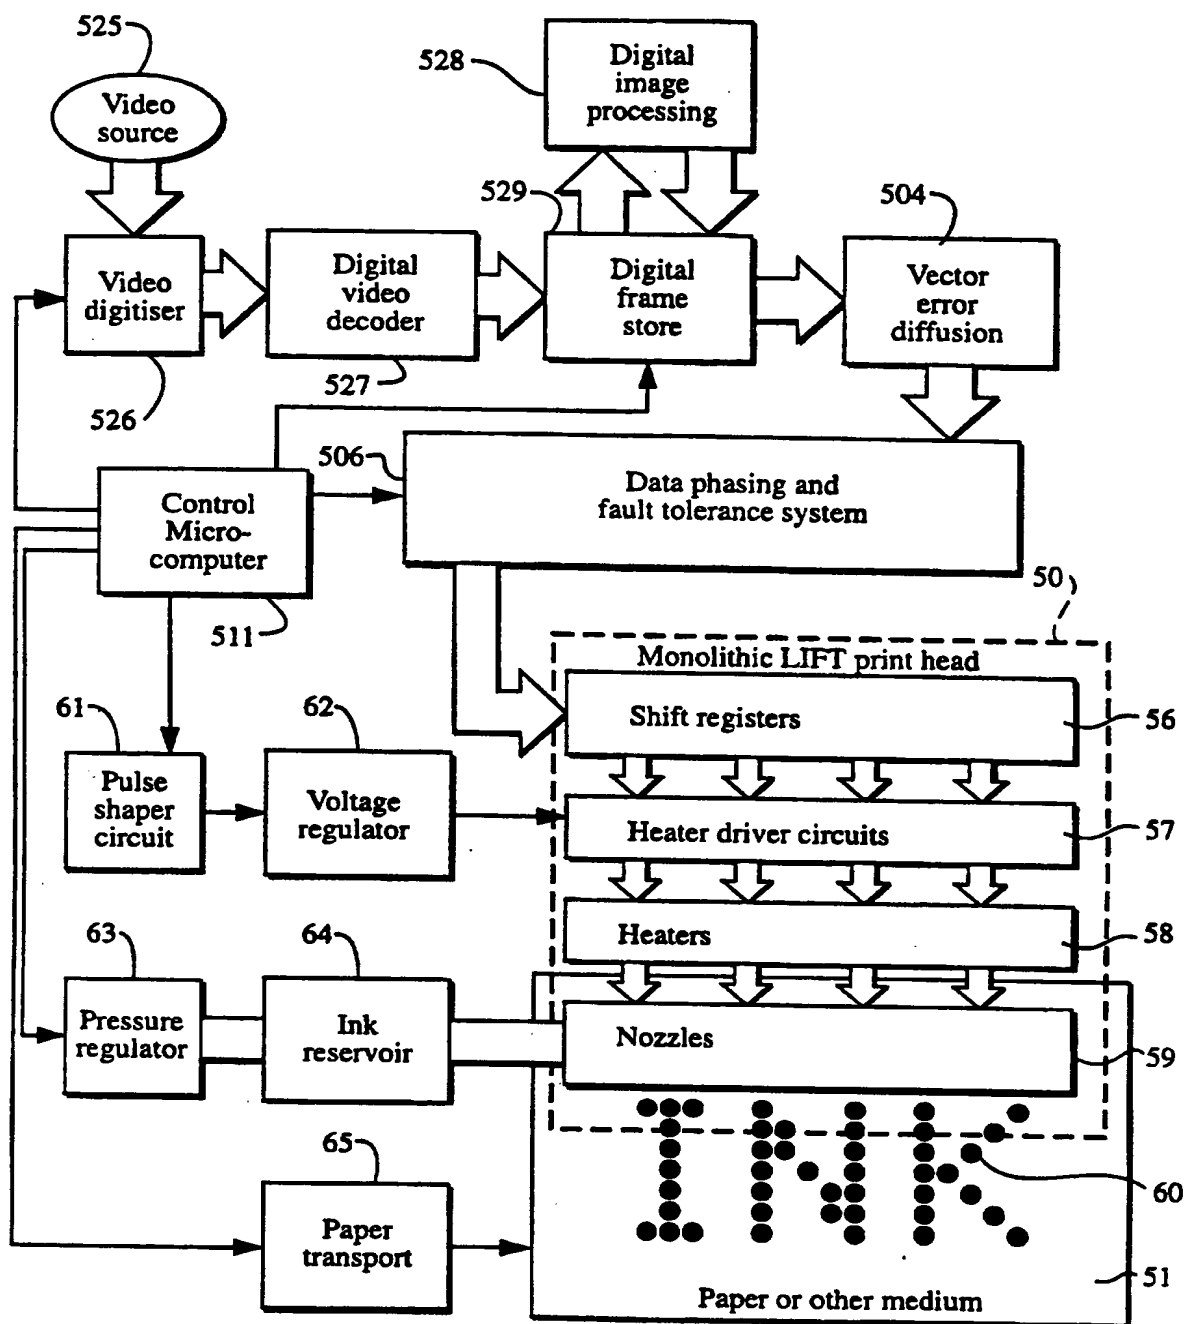 525
Video
source
528
Digital
image
processing
529
504
Video
digitiser
Digital
video
decoder
Digital
frame
store
Vector
error
diffusion
526
527
506
Control
Micro-
computer
Data phasing and
fault tolerance system
511
50
Monolithic LIFT print head
Shift registers
56
61
62
Pulse
shaper
circuit
Voltage
regulator
Heater driver circuits
57
Heaters
58
63
64
Pressure
regulator
Ink
reservoir
Nozzles
59
INK
60
65
Paper
transport
51
Paper or other medium